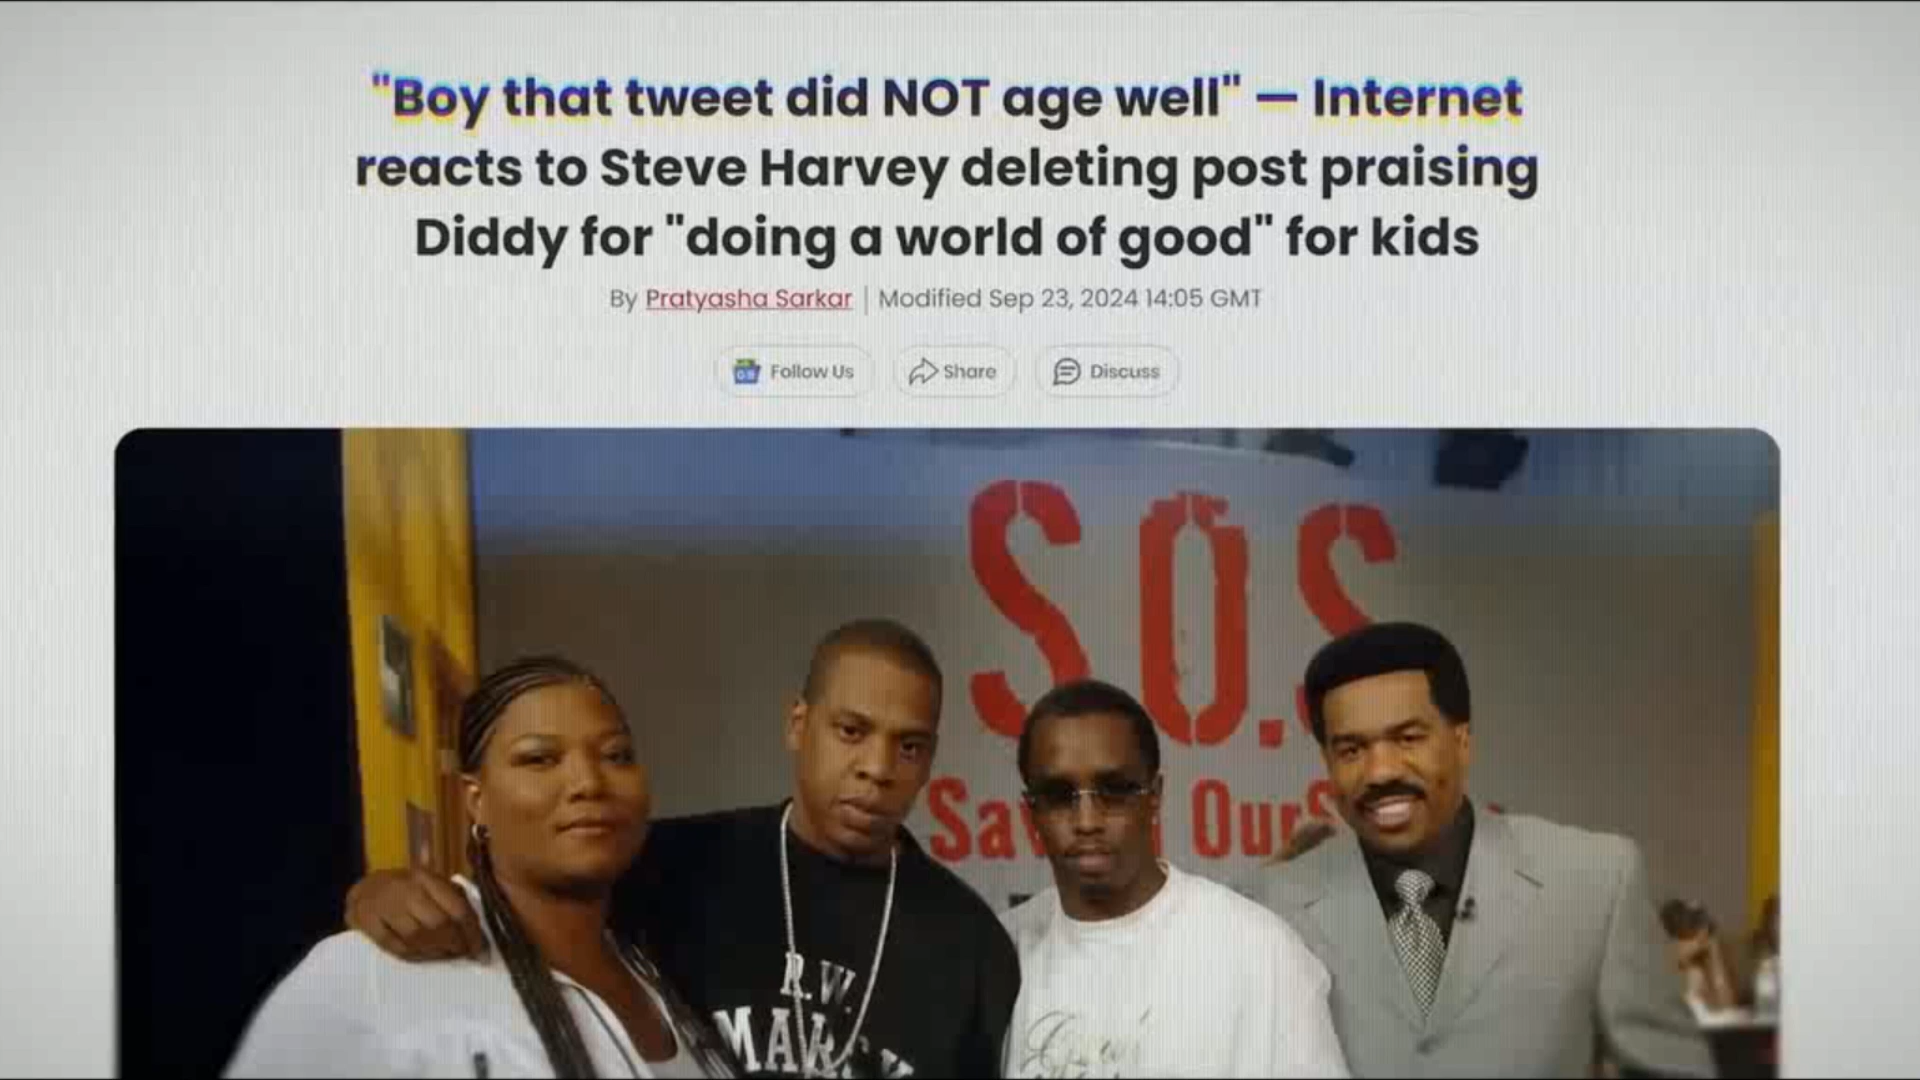 "Boy that tweet did NOT age well" — Internet
reacts to Steve Harvey deleting post praising
Diddy for "doing a world of good" for kids
By Pratyasha Sarkar | Modified Sep 23, 2024 14:05 GMT
Follow Us
Share
Discuss
S.O.S
OurS
R.W.